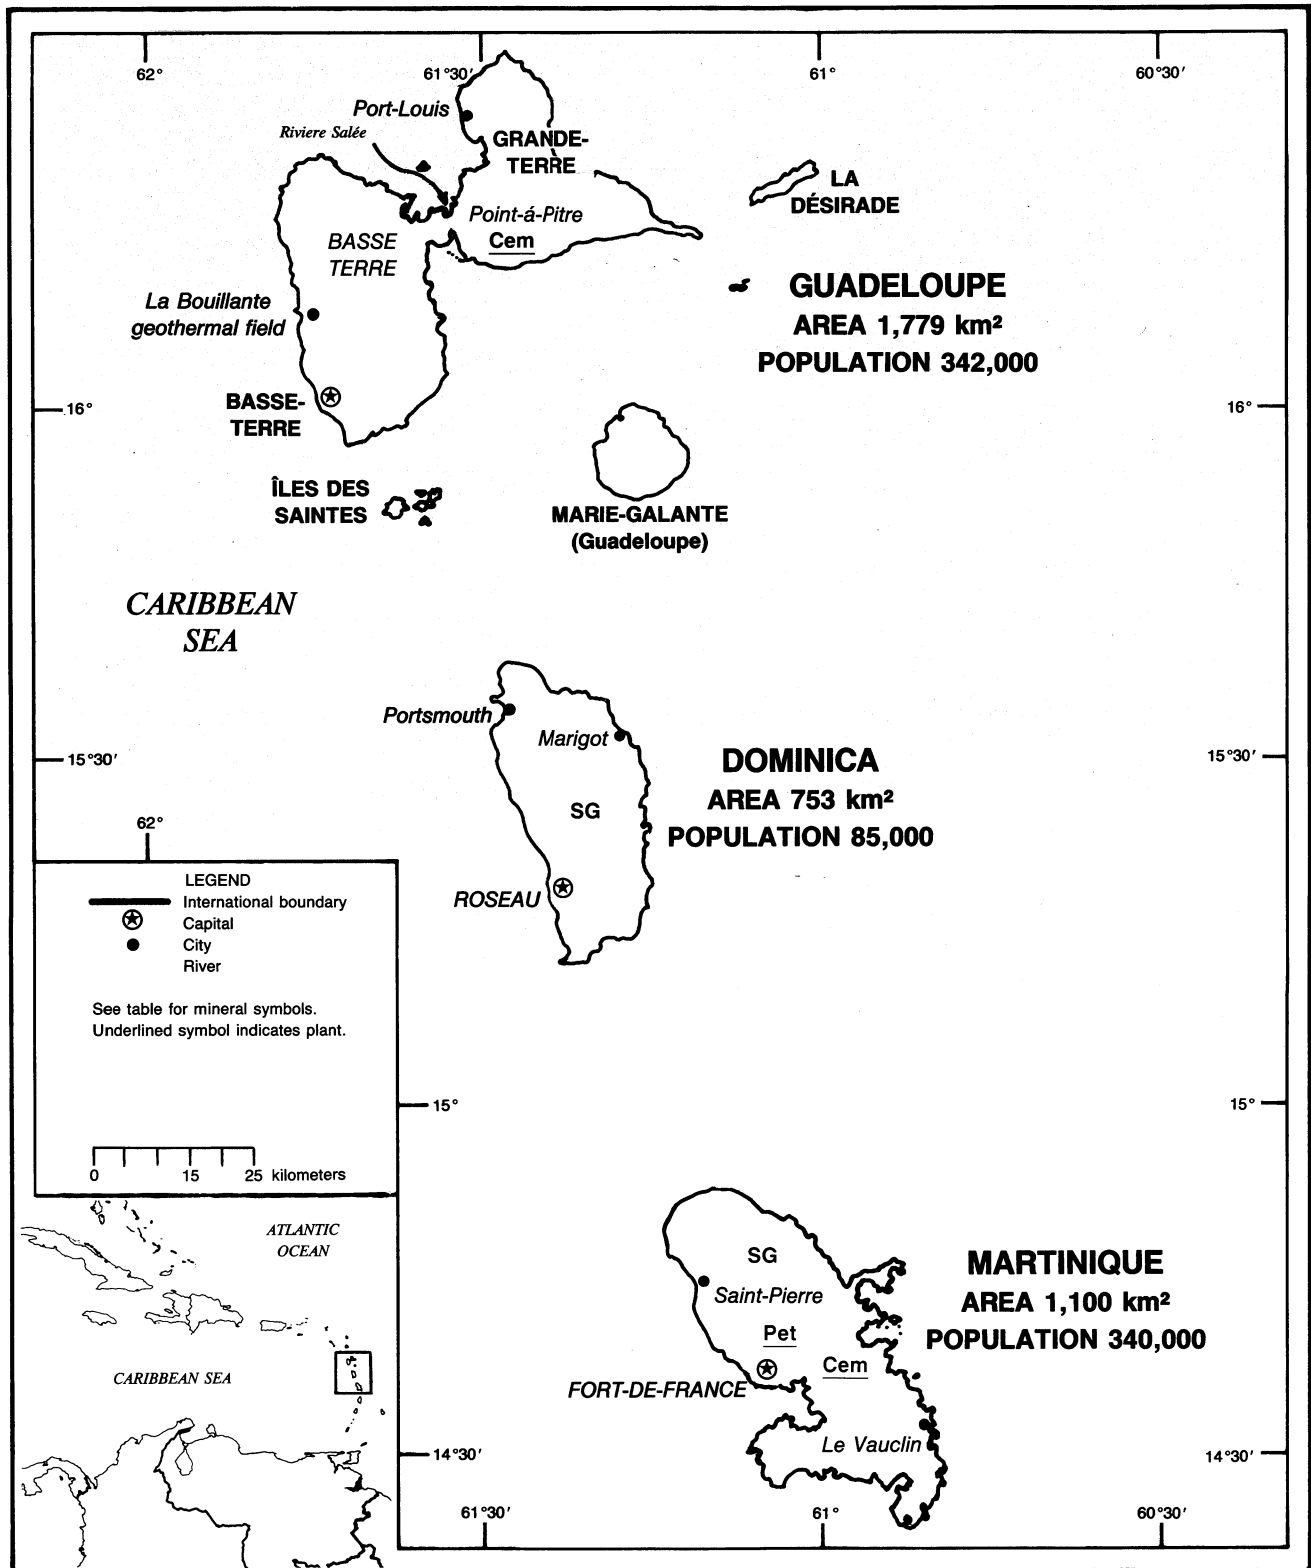 62°
61°30′
61°
60°30′
Port-Louis
Riviere Salée
GRANDE-
TERRE
LA
DÉSIRADE
Point-á-Pitre
Cem
BASSE
TERRE
GUADELOUPE
AREA 1,779 km²
POPULATION 342,000
La Bouillante
geothermal field
BASSE-
TERRE
16°
16°
ÎLES DES
SAINTES
MARIE-GALANTE
(Guadeloupe)
CARIBBEAN
SEA
Portsmouth
Marigot
15°30′
15°30′
DOMINICA
AREA 753 km²
POPULATION 85,000
SG
62°
ROSEAU
LEGEND
International boundary
Capital
City
River
See table for mineral symbols.
Underlined symbol indicates plant.
0 15 25 kilometers
15°
15°
ATLANTIC
OCEAN
CARIBBEAN SEA
SG
Saint-Pierre
Pet
Cem
FORT-DE-FRANCE
Le Vauclin
MARTINIQUE
AREA 1,100 km²
POPULATION 340,000
14°30′
14°30′
61°30′
61°
60°30′